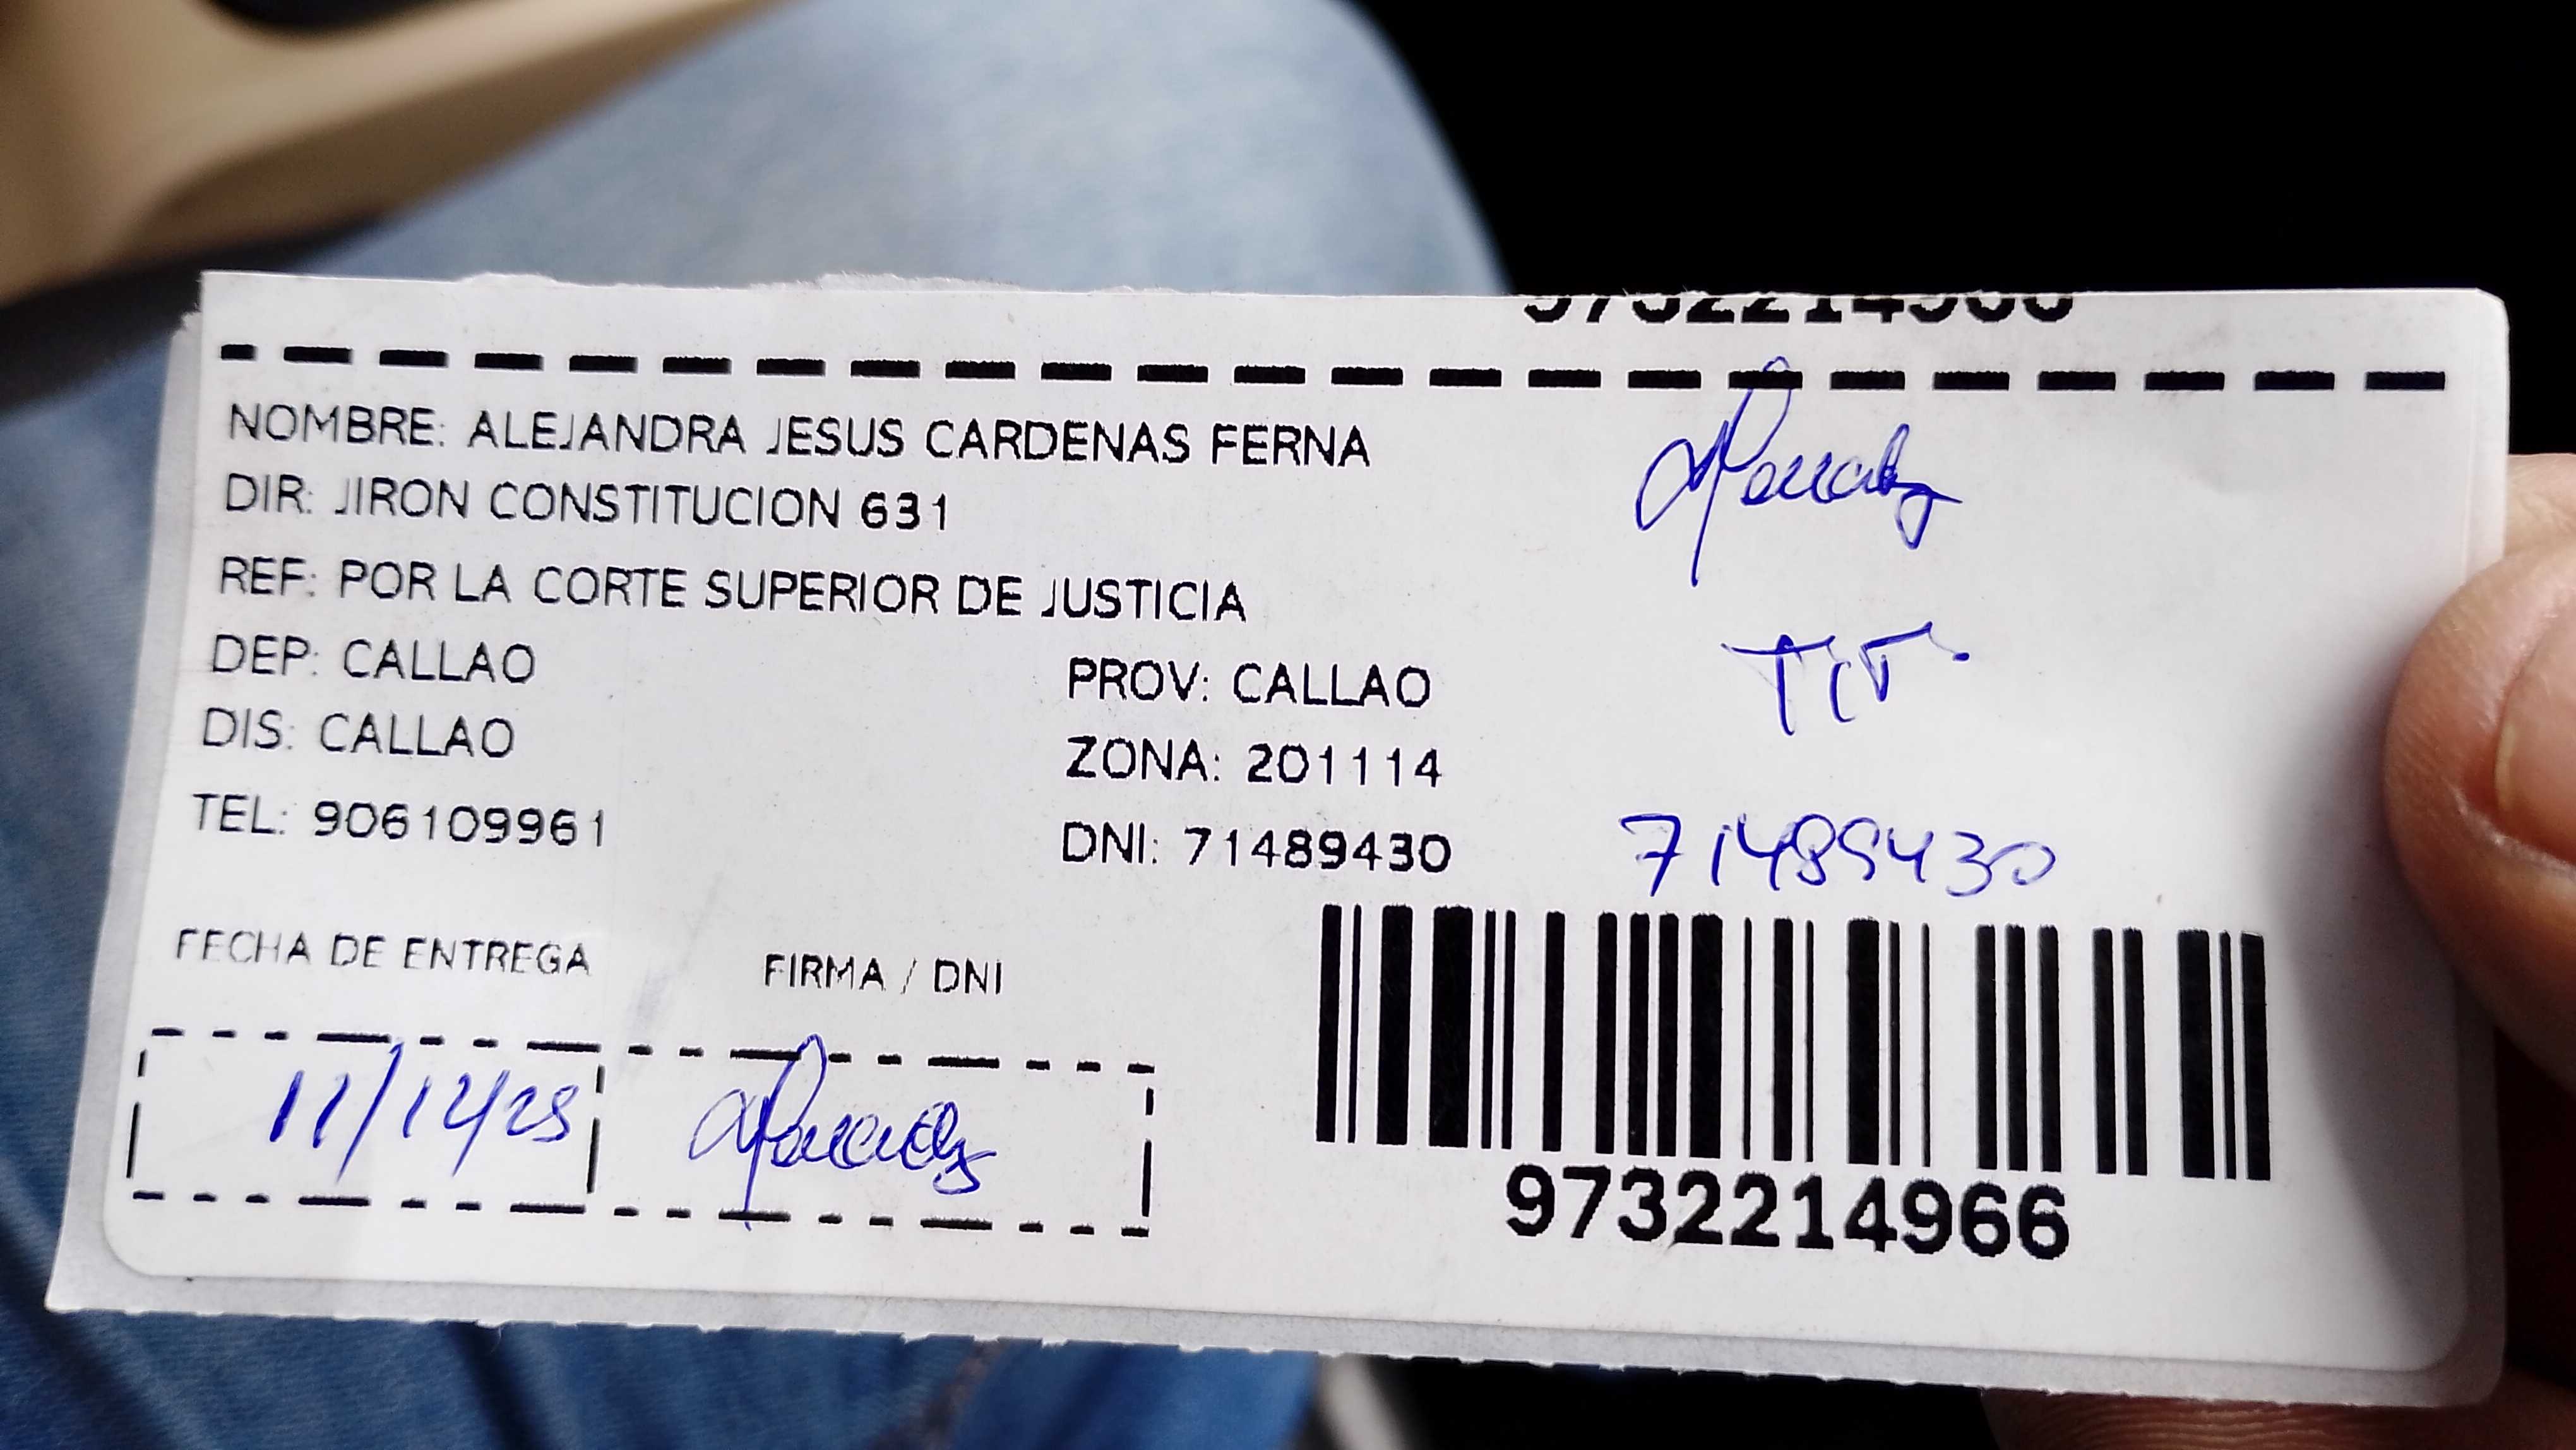 9732214966
NOMBRE: ALEJANDRA JESUS CARDENAS FERNA
DIR: JIRON CONSTITUCION 631
REF: POR LA CORTE SUPERIOR DE JUSTICIA
DEP: CALLAO
PROV: CALLAO
DIS: CALLAO
ZONA: 201114
TEL: 906109961
DNI: 71489430
TIT.
71489430
FECHA DE ENTREGA
FIRMA / DNI
11/12/25
9732214966